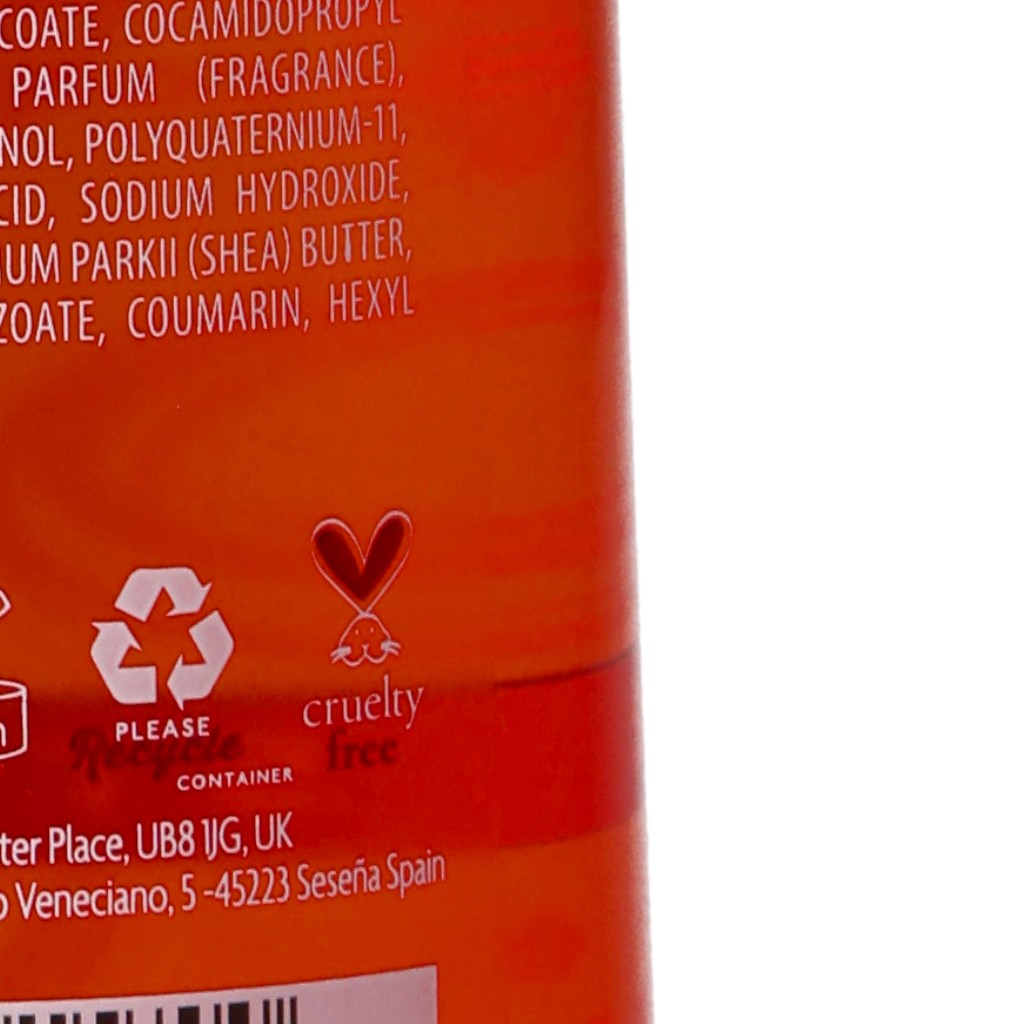 COATE, COCAMIDOPROPYL
PARFUM (FRAGRANCE),
NOL, POLYQUATERNIUM-11,
CID, SODIUM HYDROXIDE,
UM PARKII (SHEA) BUTTER,
ZOATE, COUMARIN, HEXYL
PLEASE
Recycle
CONTAINER
cruelty
free
ter Place, UB8 1JG, UK
o Veneciano, 5 -45223 Seseña Spain